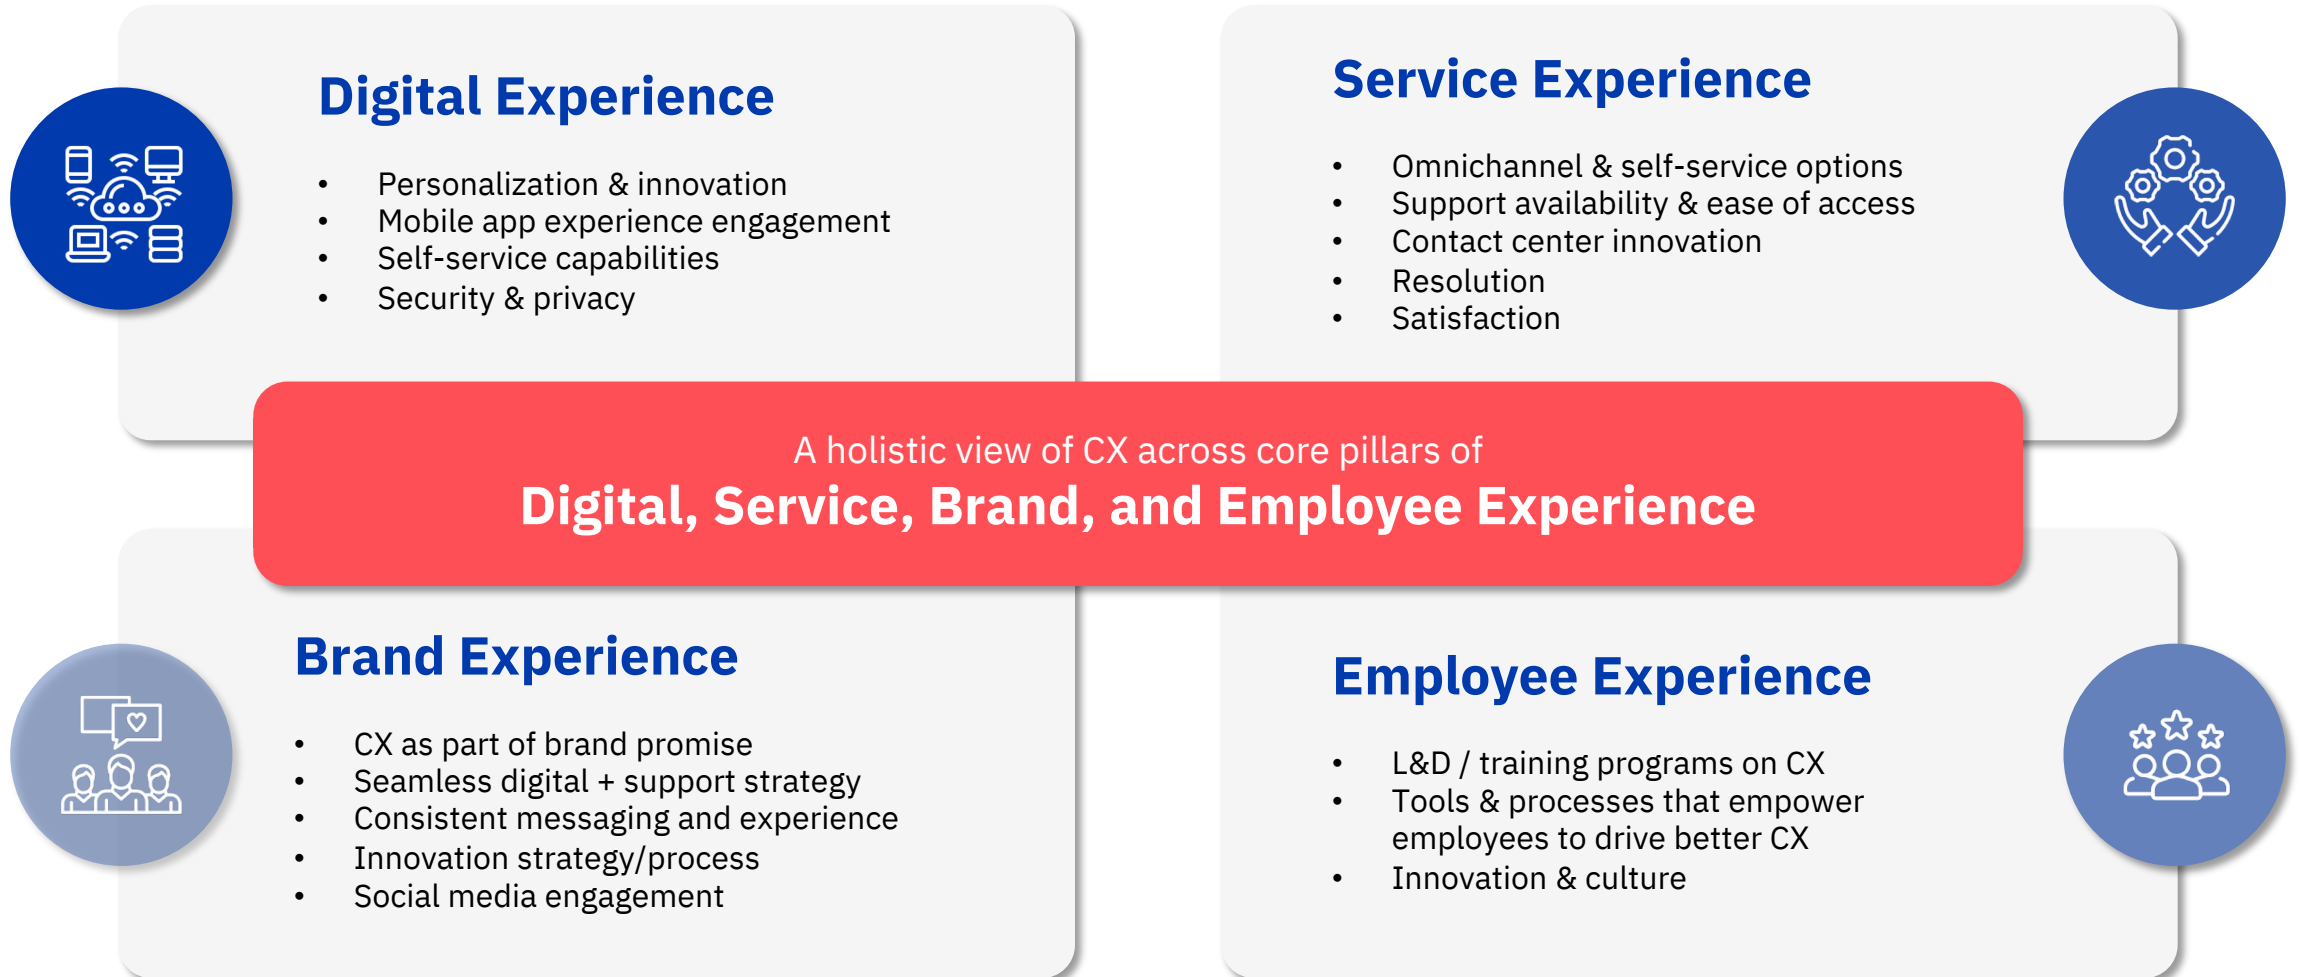 Digital Experience
• Personalization & innovation
• Mobile app experience engagement
• Self-service capabilities
• Security & privacy
Service Experience
• Omnichannel & self-service options
• Support availability & ease of access
• Contact center innovation
• Resolution
• Satisfaction
A holistic view of CX across core pillars of
Digital, Service, Brand, and Employee Experience
Brand Experience
• CX as part of brand promise
• Seamless digital + support strategy
• Consistent messaging and experience
• Innovation strategy/process
• Social media engagement
Employee Experience
• L&D / training programs on CX
• Tools & processes that empower
employees to drive better CX
• Innovation & culture